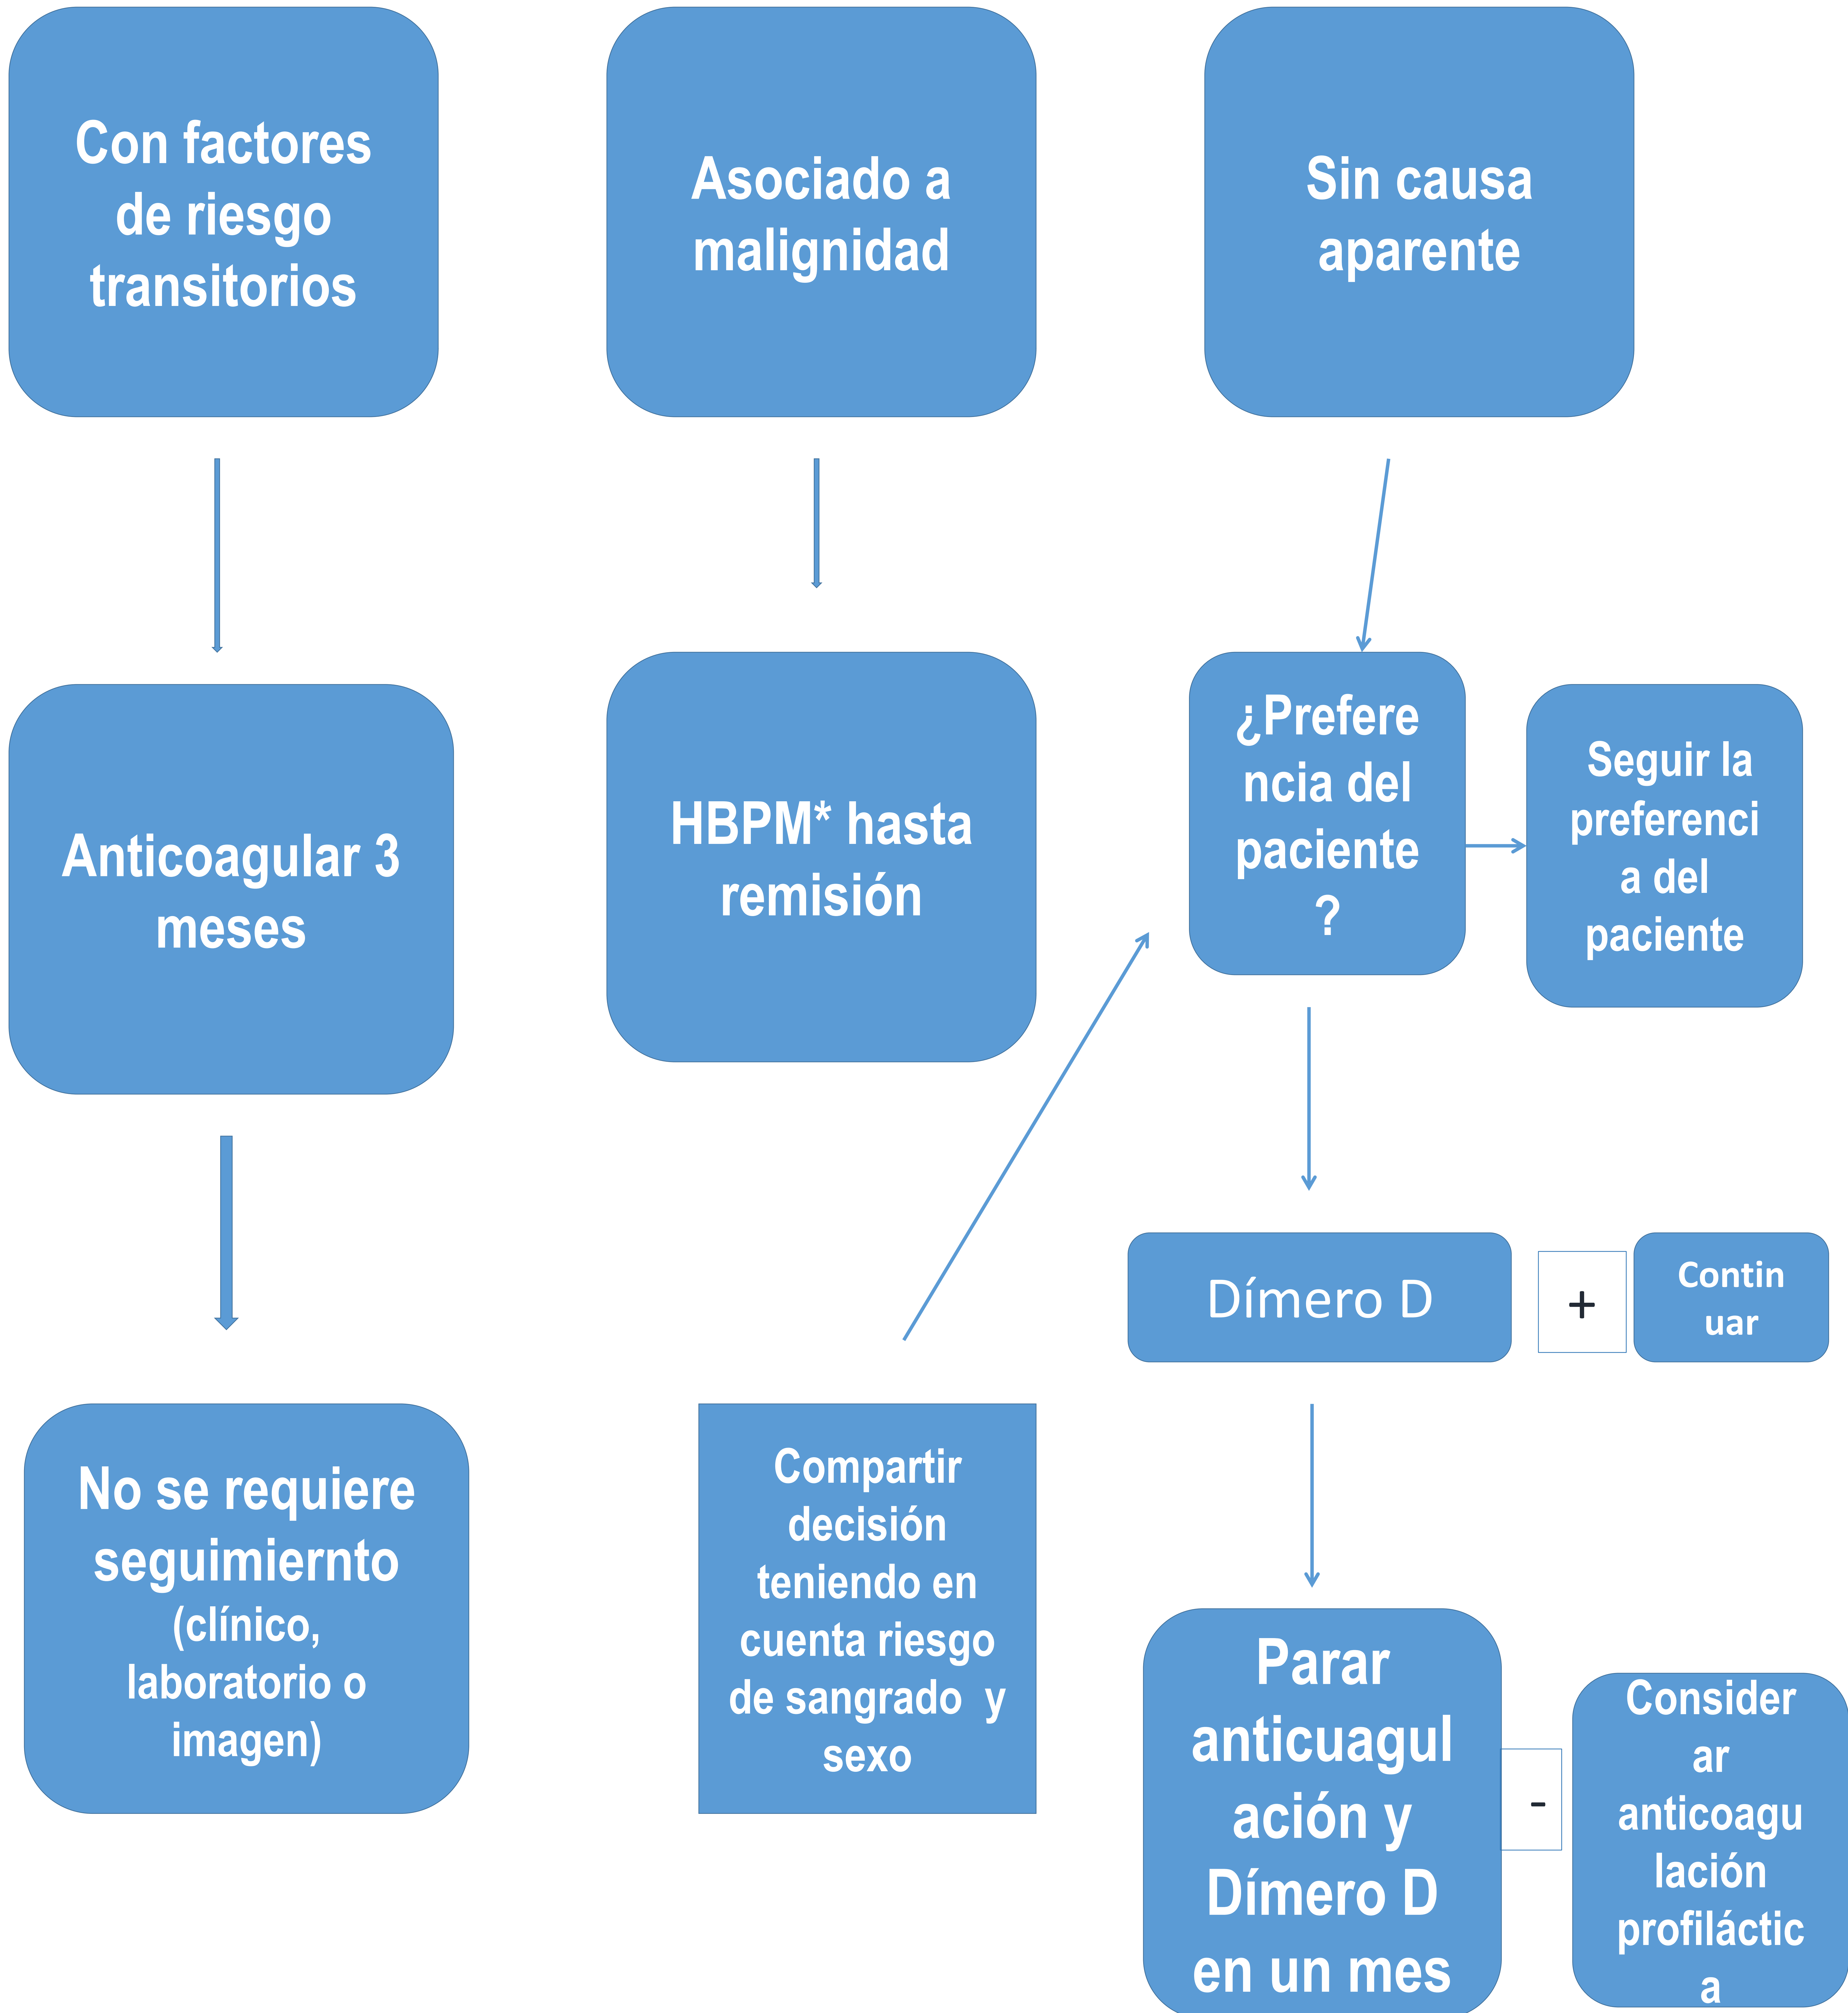 Con factores
de riesgo
transitorios
Asociado a
malignidad
Sin causa
aparente
Anticoagular 3
meses
HBPM* hasta
remisión
¿Prefere
ncia del
paciente
?
Seguir la
preferenci
a del
paciente
Dímero D
+
Contin
uar
No se requiere
seguimiernto
(clínico,
laboratorio o
imagen)
Compartir
decisión
teniendo en
cuenta riesgo
de sangrado y
sexo
Parar
anticuagul
ación y
Dímero D
en un mes
-
Consider
ar
anticoagu
lación
profiláctic
a